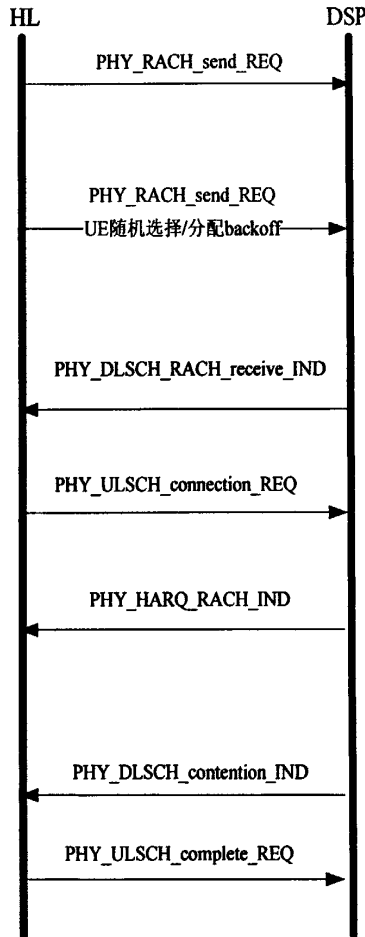 HL DSP
PHY_RACH_send_REQ
PHY_RACH_send_REQ
UE随机选择/分配backoff
PHY_DLSCH_RACH_receive_IND
PHY_ULSCH_connection_REQ
PHY_HARQ_RACH_IND
PHY_DLSCH_contention_IND
PHY_ULSCH_complete_REQ